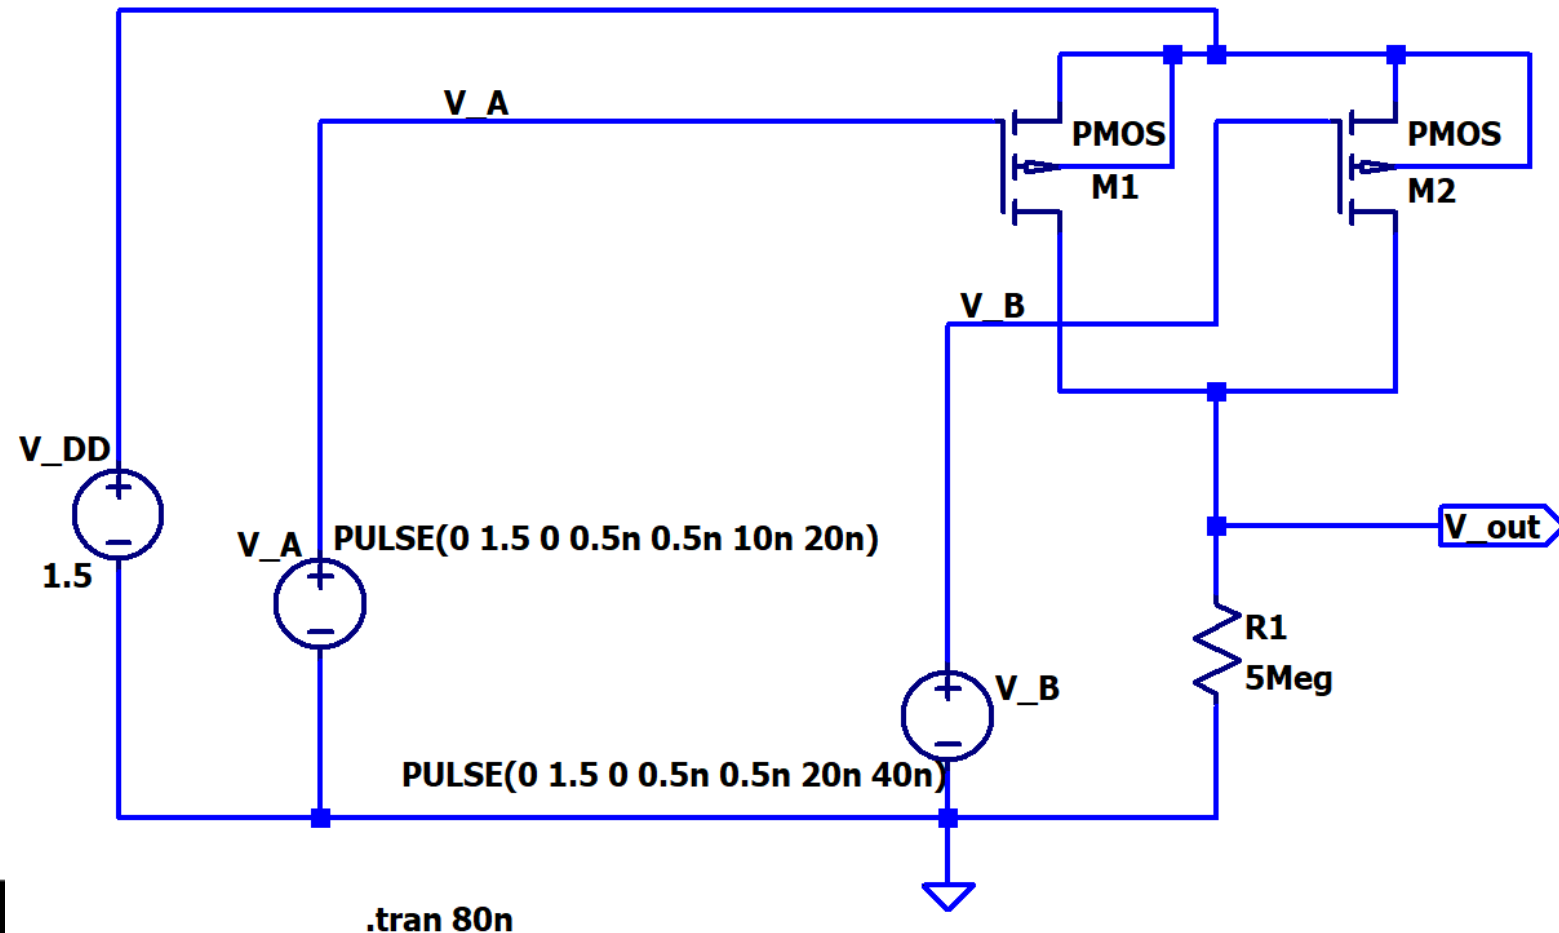 V_A
PMOS
M1
PMOS
M2
V_B
V_DD
1.5
V_A
PULSE(0 1.5 0 0.5n 0.5n 10n 20n)
V_out
R1
5Meg
V_B
PULSE(0 1.5 0 0.5n 0.5n 20n 40n)
.tran 80n